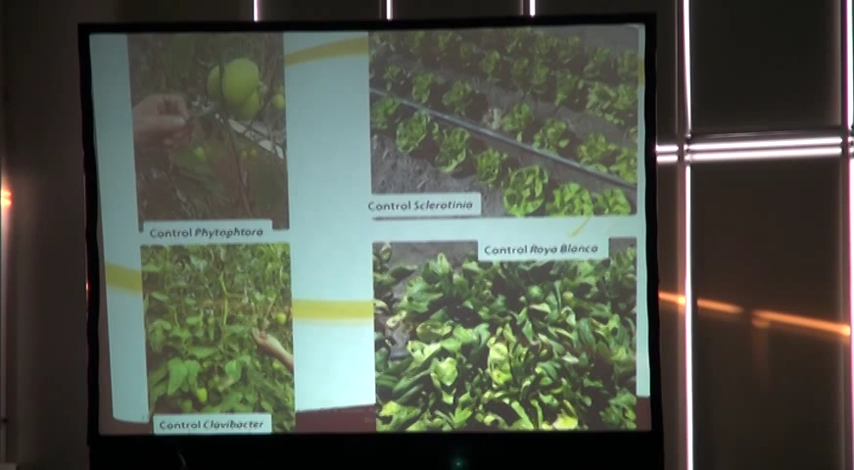 Control Phytophtora
Control Sclerotinia
Control Clavibacter
Control Roya Blanca